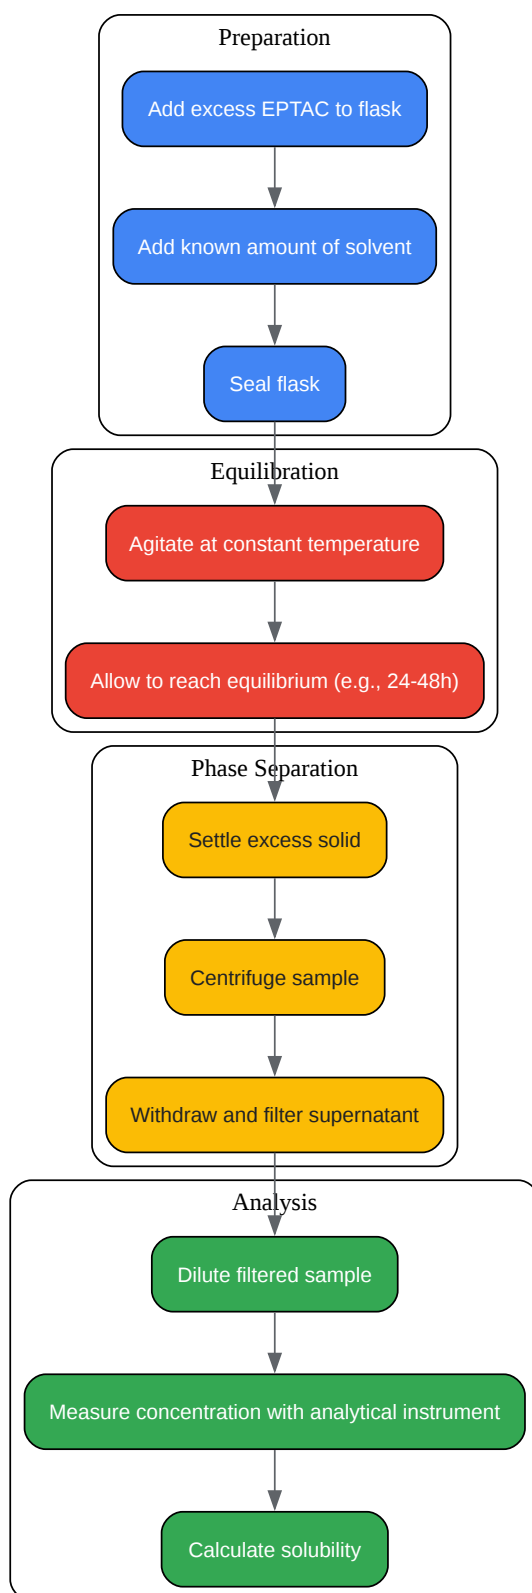 Preparation
Add excess EPTAC to flask
Add known amount of solvent
Seal flask
Equilibration
Agitate at constant temperature
Allow to reach equilibrium (e.g., 24-48h)
Phase Separation
Settle excess solid
Centrifuge sample
Withdraw and filter supernatant
Analysis
Dilute filtered sample
Measure concentration with analytical instrument
Calculate solubility